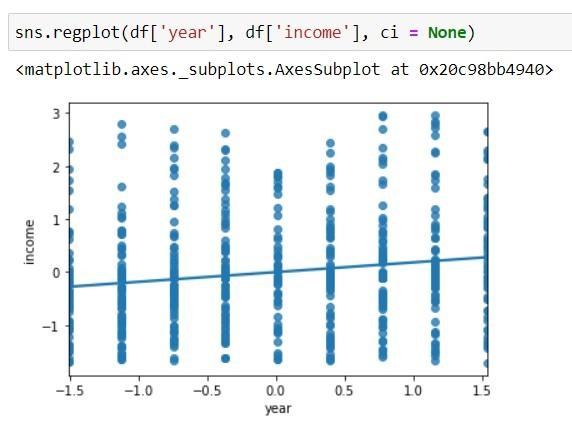 sns.regplot(df['year'], df['income'], ci = None)
<matplotlib.axes._subplots.AxesSubplot at 0x20c98bb4940>
3
2
1
0
−1
income
−1.5 −1.0 −0.5 0.0 0.5 1.0 1.5
year